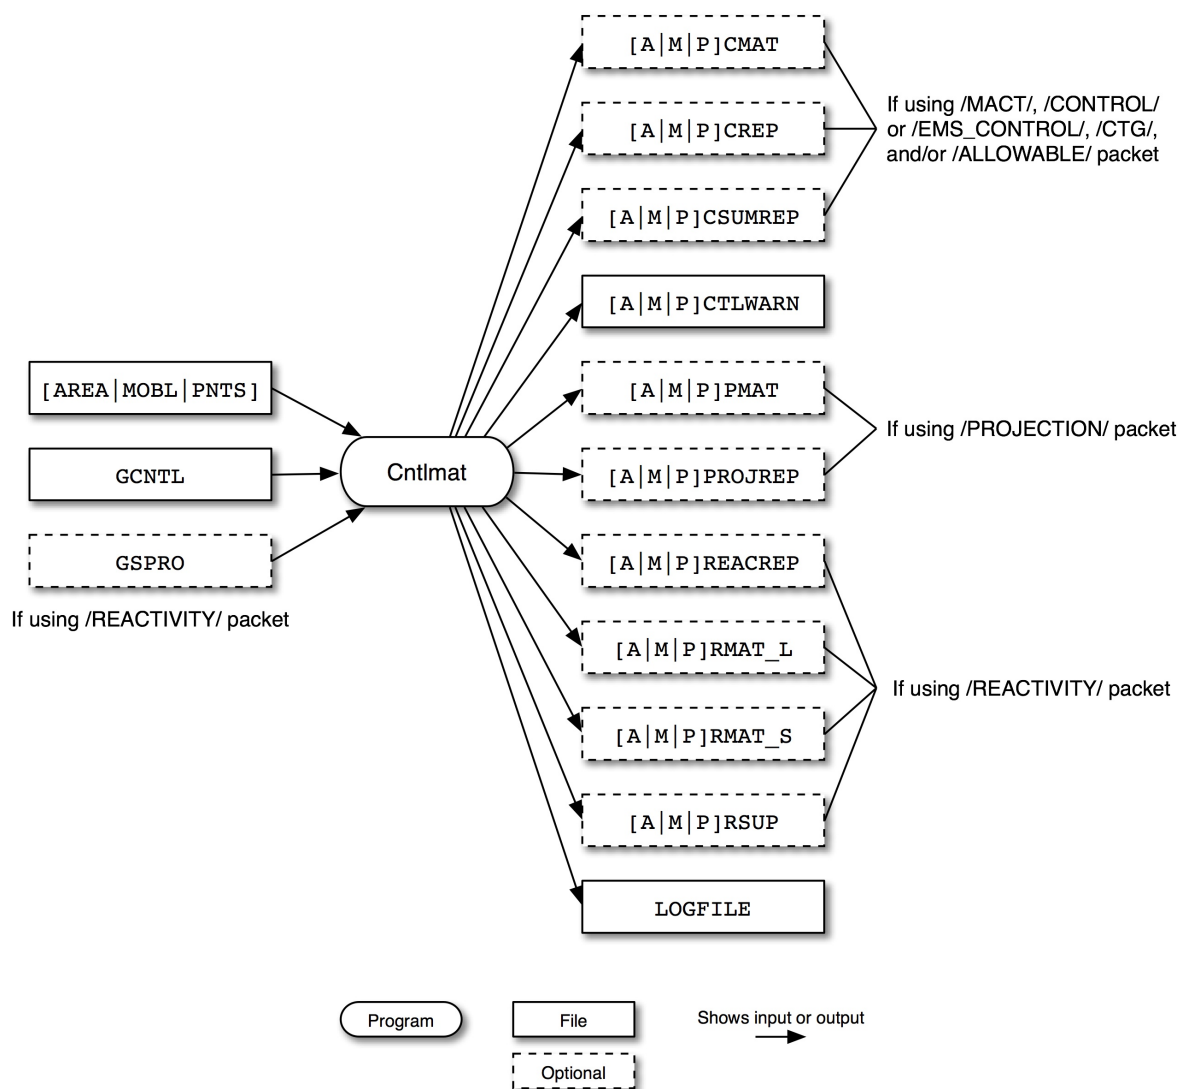 [A|M|P]CMAT
[A|M|P]CREP
[A|M|P]CSUMREP
If using /MACT/, /CONTROL/
or /EMS_CONTROL/, /CTG/,
and/or /ALLOWABLE/ packet
[A|M|P]CTLWARN
[AREA|MOBL|PNTS]
GCNTL
GSPRO
If using /REACTIVITY/ packet
Cntlmat
[A|M|P]PMAT
[A|M|P]PROJREP
If using /PROJECTION/ packet
[A|M|P]REACREP
[A|M|P]RMAT_L
[A|M|P]RMAT_S
[A|M|P]RSUP
If using /REACTIVITY/ packet
LOGFILE
Program
File
Optional
Shows input or output